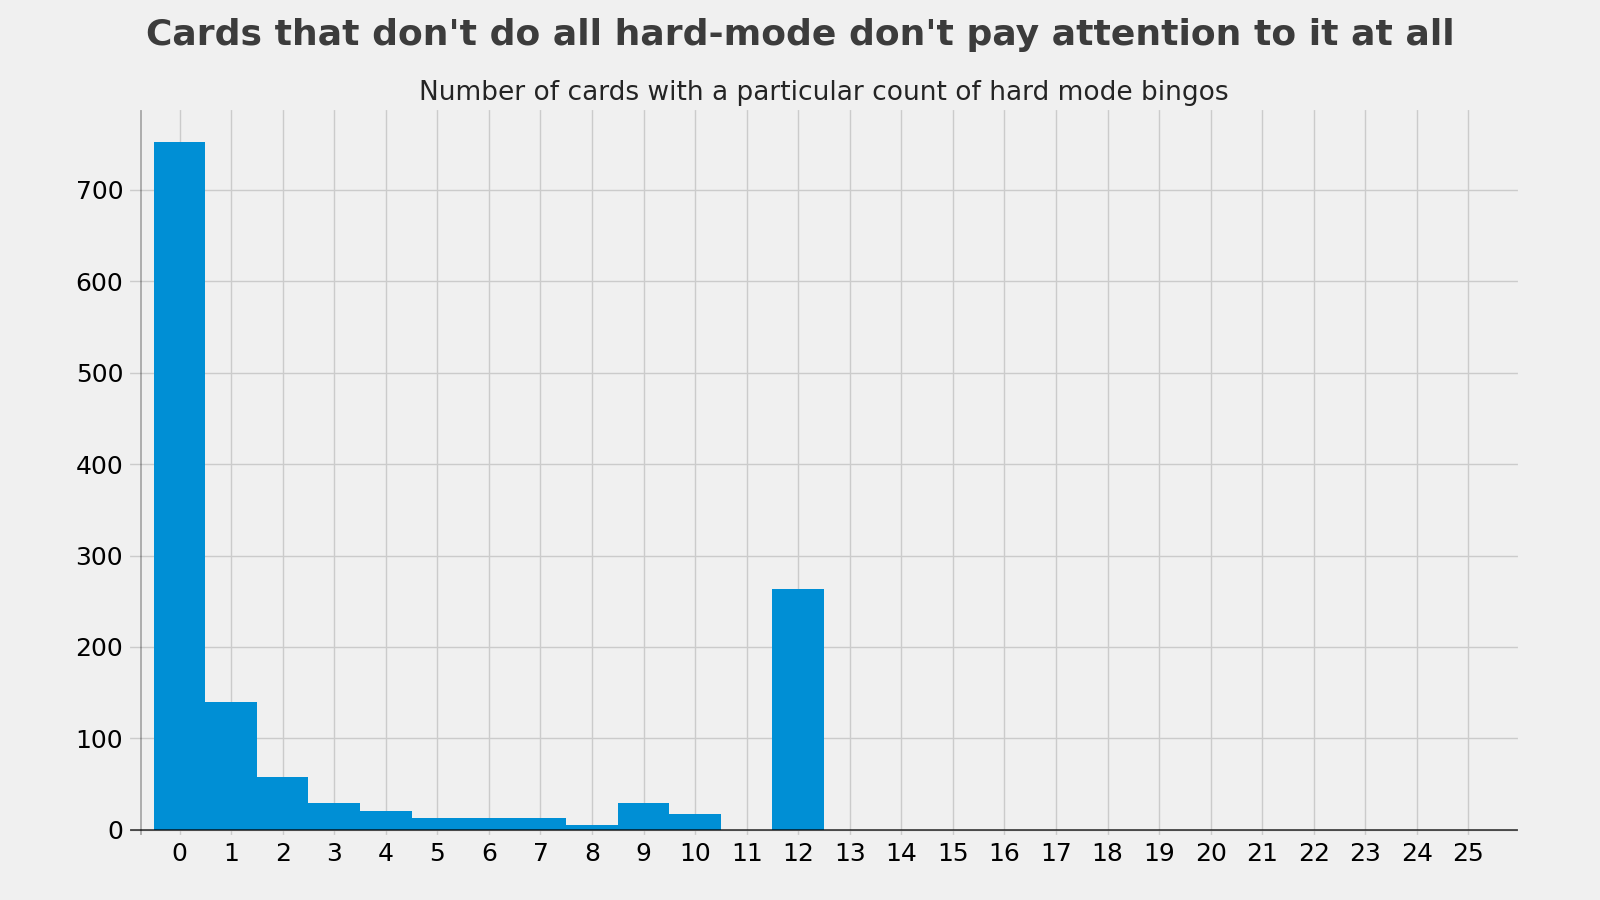 Cards that don't do all hard-mode don't pay attention to it at all
Number of cards with a particular count of hard mode bingos
700
600
500
400
300
200
100
0
0 1 2 3 4 5 6 7 8 9 10 11 12 13 14 15 16 17 18 19 20 21 22 23 24 25